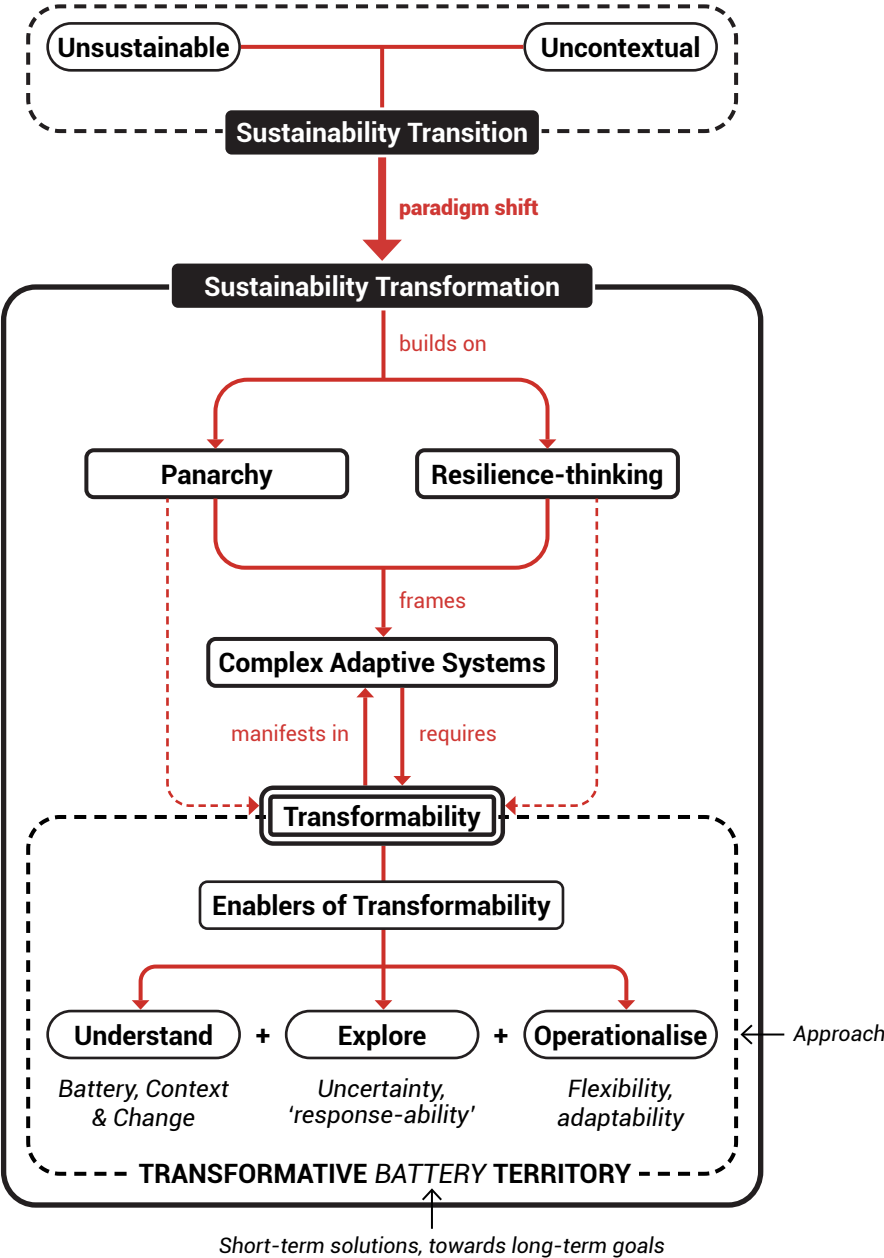 Unsustainable
Uncontextual
Sustainability Transition
paradigm shift
Sustainability Transformation
builds on
Panarchy
Resilience-thinking
frames
Complex Adaptive Systems
manifests in
requires
Transformability
Enablers of Transformability
Understand + Explore + Operationalise
Approach
Battery, Context
& Change
Uncertainty,
‘response-ability’
Flexibility,
adaptability
TRANSFORMATIVE BATTERY TERRITORY
Short-term solutions, towards long-term goals